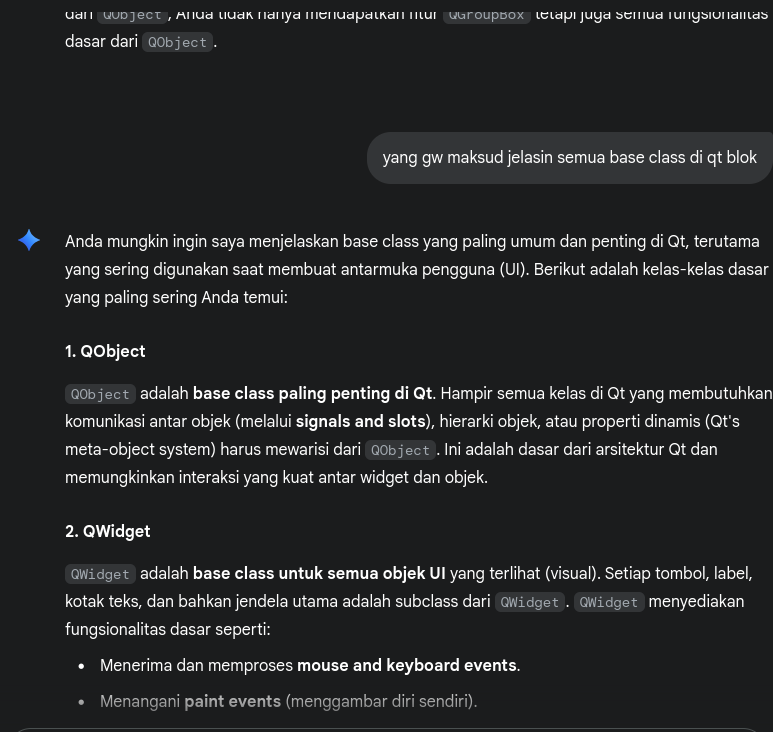 dari QObject, Anda tidak hanya mendapatkan fitur QGroupBox tetapi juga semua fungsionalitas
dasar dari QObject.
yang gw maksud jelasin semua base class di qt blok
Anda mungkin ingin saya menjelaskan base class yang paling umum dan penting di Qt, terutama
yang sering digunakan saat membuat antarmuka pengguna (UI). Berikut adalah kelas-kelas dasar
yang paling sering Anda temui:
1. QObject
QObject adalah base class paling penting di Qt. Hampir semua kelas di Qt yang membutuhkan
komunikasi antar objek (melalui signals and slots), hierarki objek, atau properti dinamis (Qt's
meta-object system) harus mewarisi dari QObject. Ini adalah dasar dari arsitektur Qt dan
memungkinkan interaksi yang kuat antar widget dan objek.
2. QWidget
QWidget adalah base class untuk semua objek UI yang terlihat (visual). Setiap tombol, label,
kotak teks, dan bahkan jendela utama adalah subclass dari QWidget. QWidget menyediakan
fungsionalitas dasar seperti:
• Menerima dan memproses mouse and keyboard events.
• Menangani paint events (menggambar diri sendiri).